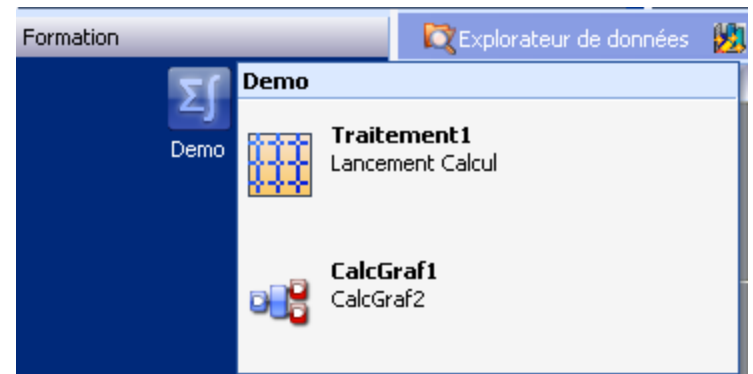 Formation
Explorateur de données
Σ∫
Demo
Demo
Traitement1
Lancement Calcul
CalcGraf1
CalcGraf2